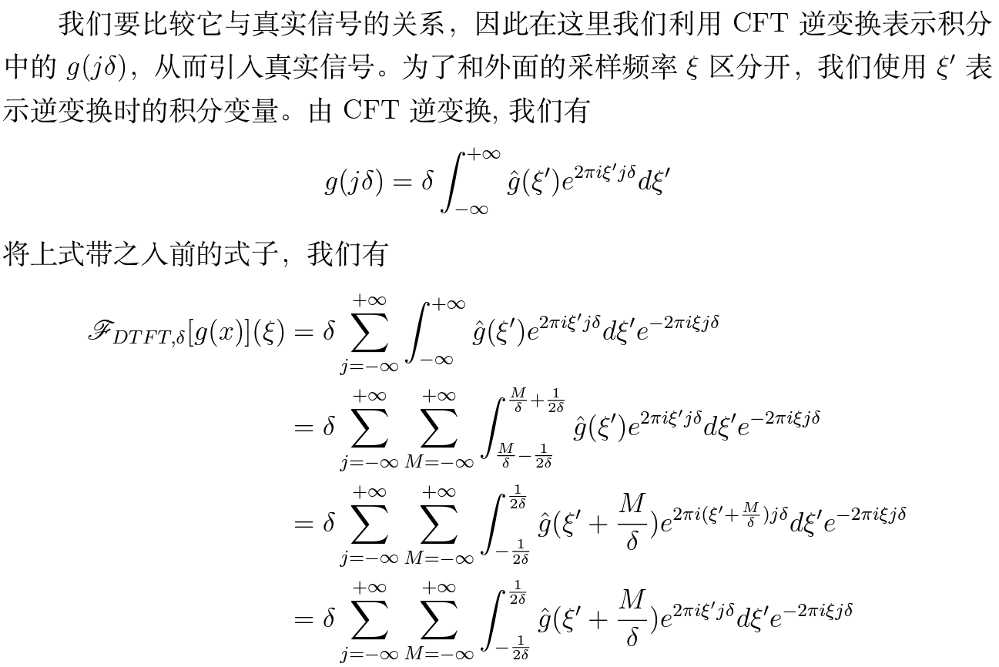 我们要比较它与真实信号的关系，因此在这里我们利用 CFT 逆变换表示积分
中的 $g(j\delta)$，从而引入真实信号。为了和外面的采样频率 $\xi$ 区分开，我们使用 $\xi'$ 表
示逆变换时的积分变量。由 CFT 逆变换, 我们有
$g(j\delta) = \delta \int_{-\infty}^{+\infty} \hat{g}(\xi') e^{2\pi i \xi' j\delta} d\xi'$
将上式带之入前的式子，我们有
$\mathscr{F}_{DTFT,\delta}[g(x)](\xi) = \delta \sum_{j=-\infty}^{+\infty} \int_{-\infty}^{+\infty} \hat{g}(\xi') e^{2\pi i \xi' j\delta} d\xi' e^{-2\pi i \xi j\delta}$
$= \delta \sum_{j=-\infty}^{+\infty} \sum_{M=-\infty}^{+\infty} \int_{\frac{M}{\delta}-\frac{1}{2\delta}}^{\frac{M}{\delta}+\frac{1}{2\delta}} \hat{g}(\xi') e^{2\pi i \xi' j\delta} d\xi' e^{-2\pi i \xi j\delta}$
$= \delta \sum_{j=-\infty}^{+\infty} \sum_{M=-\infty}^{+\infty} \int_{-\frac{1}{2\delta}}^{\frac{1}{2\delta}} \hat{g}(\xi' + \frac{M}{\delta}) e^{2\pi i (\xi' + \frac{M}{\delta}) j\delta} d\xi' e^{-2\pi i \xi j\delta}$
$= \delta \sum_{j=-\infty}^{+\infty} \sum_{M=-\infty}^{+\infty} \int_{-\frac{1}{2\delta}}^{\frac{1}{2\delta}} \hat{g}(\xi' + \frac{M}{\delta}) e^{2\pi i \xi' j\delta} d\xi' e^{-2\pi i \xi j\delta}$